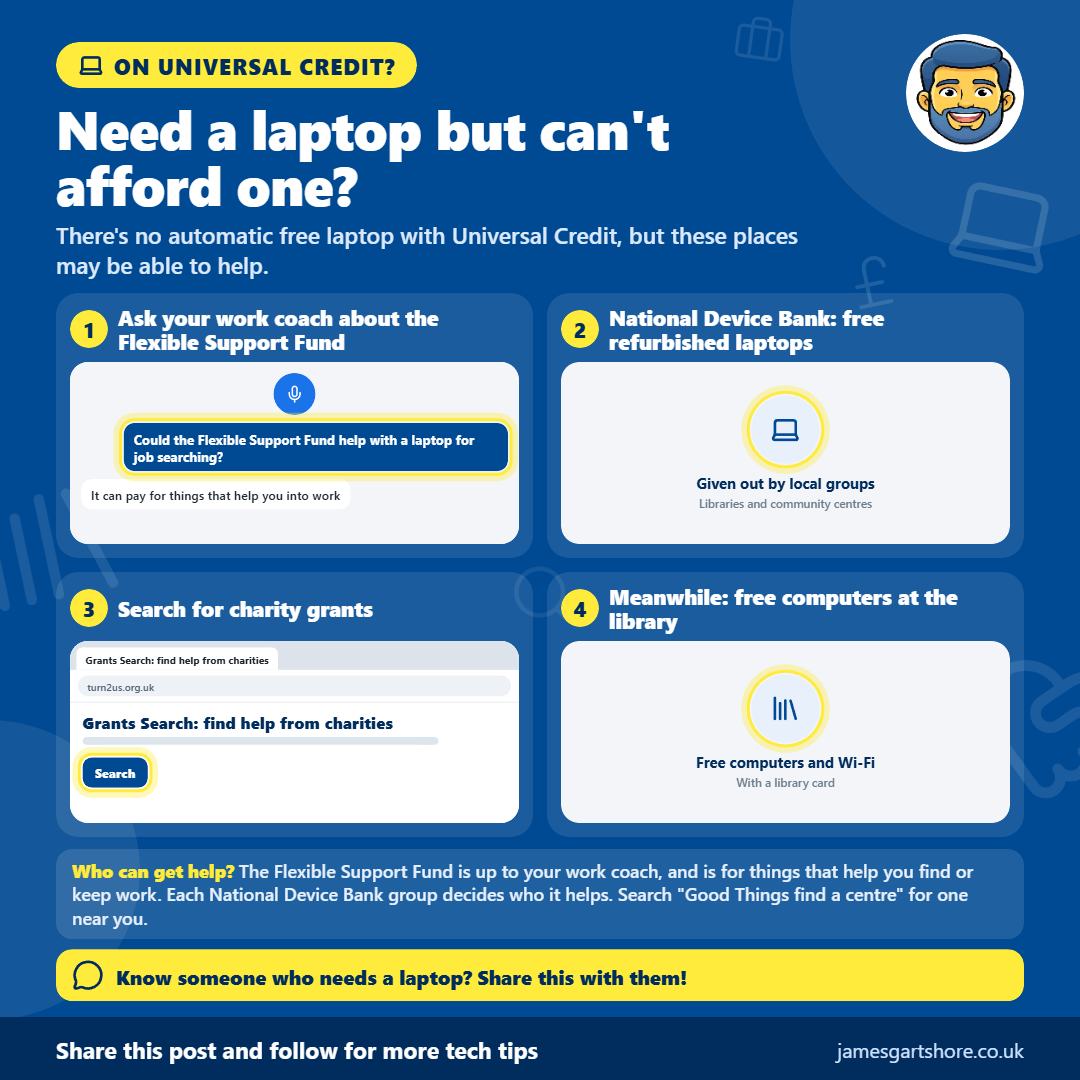 ON UNIVERSAL CREDIT?
Need a laptop but can't
afford one?
There's no automatic free laptop with Universal Credit, but these places
may be able to help.
1
Ask your work coach about the
Flexible Support Fund
Could the Flexible Support Fund help with a laptop for
job searching?
It can pay for things that help you into work
2
National Device Bank: free
refurbished laptops
Given out by local groups
Libraries and community centres
3
Search for charity grants
Grants Search: find help from charities
turn2us.org.uk
Grants Search: find help from charities
Search
4
Meanwhile: free computers at the
library
Free computers and Wi-Fi
With a library card
Who can get help? The Flexible Support Fund is up to your work coach, and is for things that help you find or
keep work. Each National Device Bank group decides who it helps. Search "Good Things find a centre" for one
near you.
Know someone who needs a laptop? Share this with them!
Share this post and follow for more tech tips
jamesgartshore.co.uk